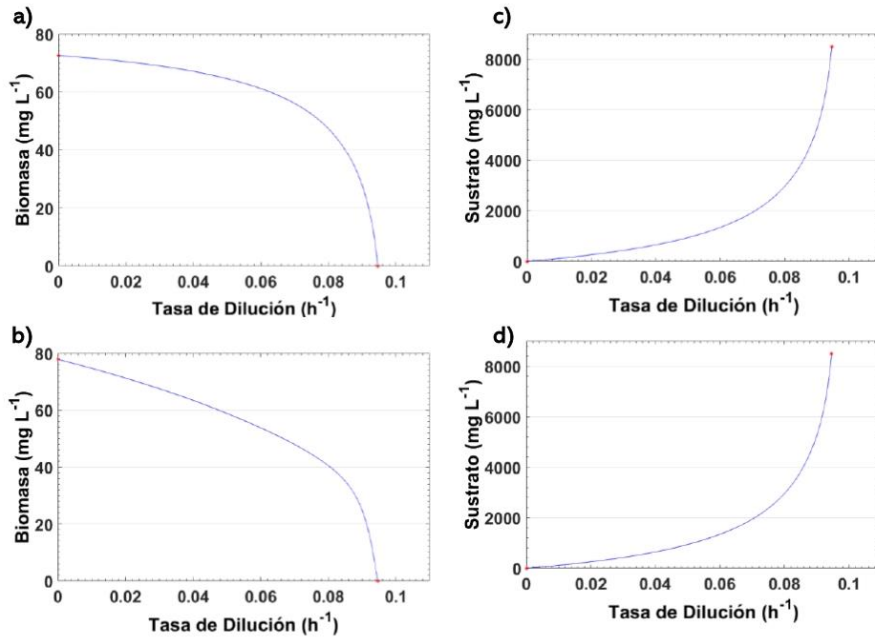 a)
80
60
40
20
0
Biomasa (mg L⁻¹)
0 0.02 0.04 0.06 0.08 0.1
Tasa de Dilución (h⁻¹)
c)
8000
6000
4000
2000
0
Sustrato (mg L⁻¹)
0 0.02 0.04 0.06 0.08 0.1
Tasa de Dilución (h⁻¹)
b)
80
60
40
20
0
Biomasa (mg L⁻¹)
0 0.02 0.04 0.06 0.08 0.1
Tasa de Dilución (h⁻¹)
d)
8000
6000
4000
2000
0
Sustrato (mg L⁻¹)
0 0.02 0.04 0.06 0.08 0.1
Tasa de Dilución (h⁻¹)